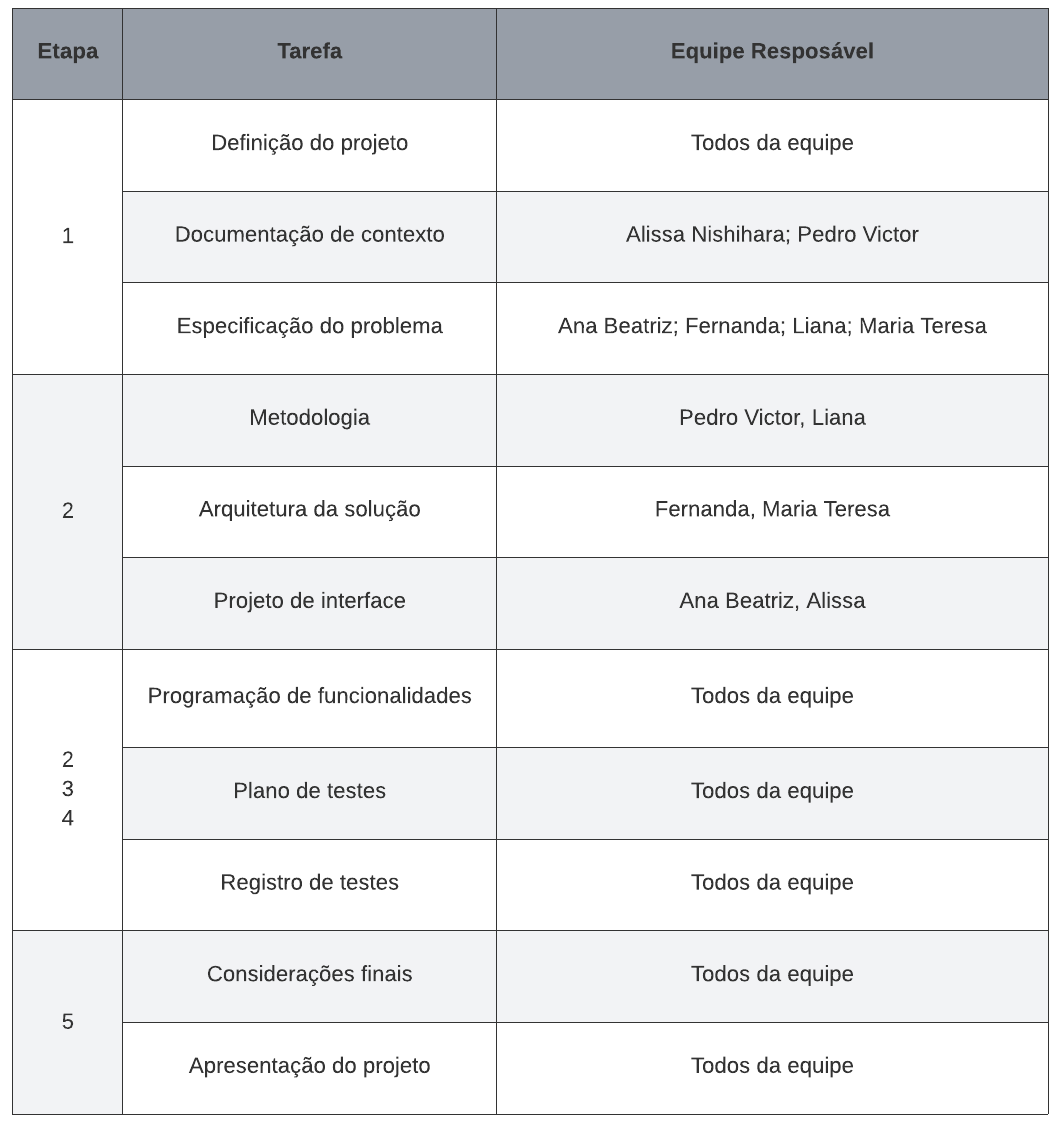 Etapa Tarefa Equipe Resposável
Definição do projeto Todos da equipe
1
Documentação de contexto Alissa Nishihara; Pedro Victor
Especificação do problema Ana Beatriz; Fernanda; Liana; Maria Teresa
Metodologia Pedro Victor, Liana
2
Arquitetura da solução Fernanda, Maria Teresa
Projeto de interface Ana Beatriz, Alissa
Programação de funcionalidades Todos da equipe
2
3
4
Plano de testes Todos da equipe
Registro de testes Todos da equipe
Considerações finais Todos da equipe
5
Apresentação do projeto Todos da equipe